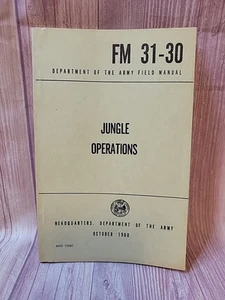 FM 31-30
DEPARTMENT OF THE ARMY FIELD MANUAL
JUNGLE
OPERATIONS
HEADQUARTERS, DEPARTMENT OF THE ARMY
OCTOBER 1960